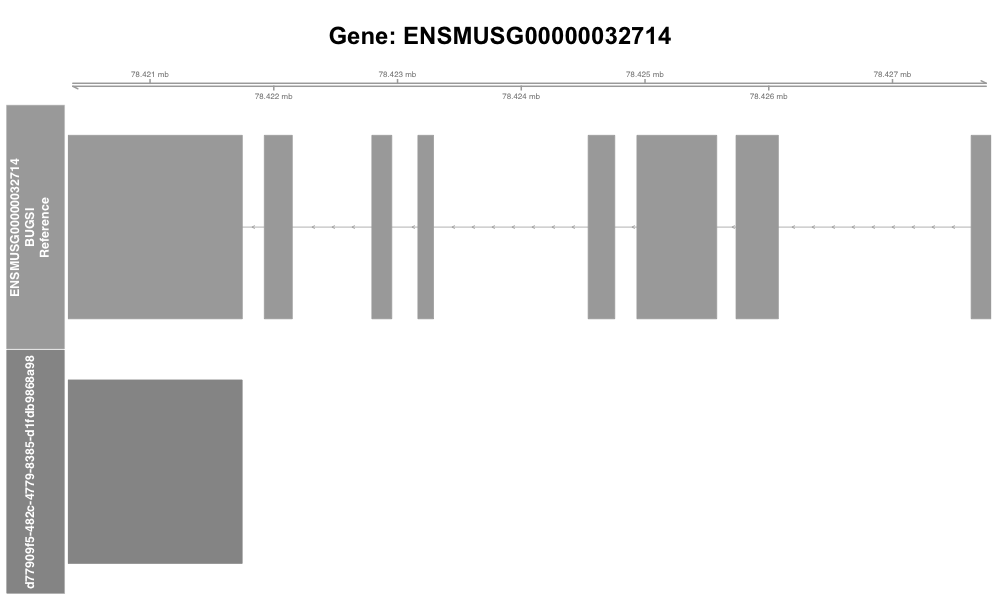 Gene: ENSMUSG00000032714
78.421 mb
78.423 mb
78.425 mb
78.427 mb
78.422 mb
78.424 mb
78.426 mb
ENSMUSG00000032714
BUGSI
Reference
d77909f5-482c-4779-8385-d1fdb9868a98